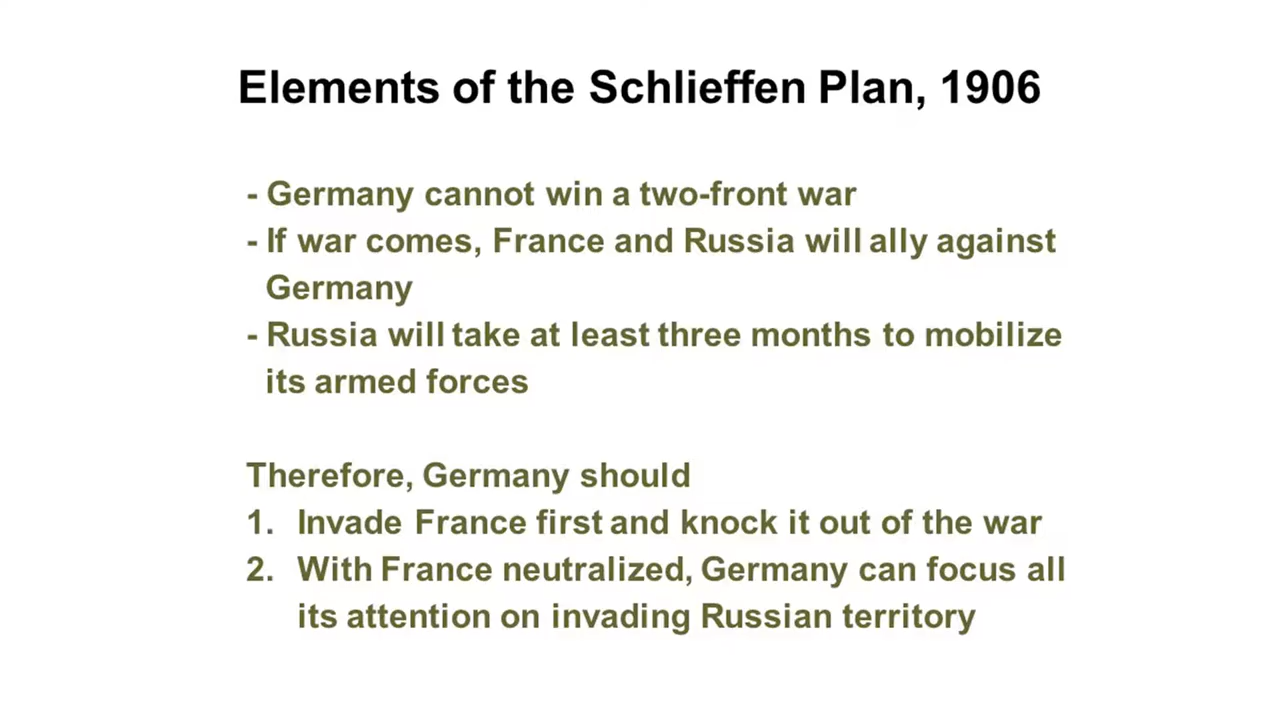 Elements of the Schlieffen Plan, 1906
- Germany cannot win a two-front war
- If war comes, France and Russia will ally against
Germany
- Russia will take at least three months to mobilize
its armed forces
Therefore, Germany should
1. Invade France first and knock it out of the war
2. With France neutralized, Germany can focus all
its attention on invading Russian territory